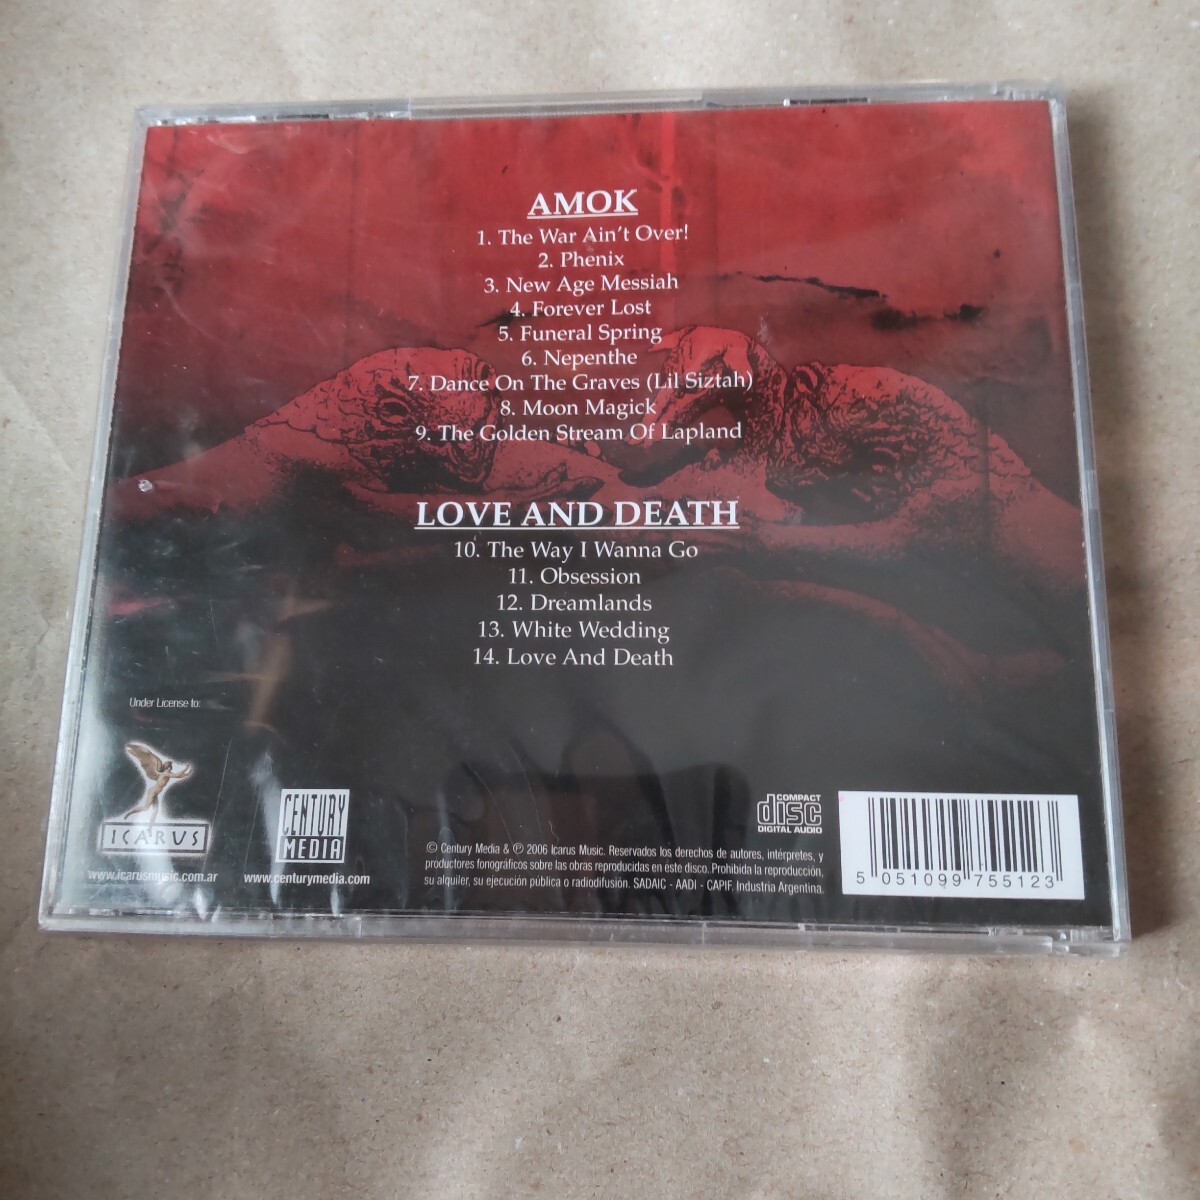 AMOK
1. The War Ain't Over!
2. Phenix
3. New Age Messiah
4. Forever Lost
5. Funeral Spring
6. Nepenthe
7. Dance On The Graves (Lil Siztah)
8. Moon Magick
9. The Golden Stream Of Lapland
LOVE AND DEATH
10. The Way I Wanna Go
11. Obsession
12. Dreamlands
13. White Wedding
14. Love And Death
Under License to:
ICARUS
www.icarusmusic.com.ar
CENTURY
MEDIA
www.centurymedia.com
© Century Media & ℗ 2006 Icarus Music. Reservados los derechos de autores, intérpretes, y
productores fonográficos sobre las obras reproducidas en éste disco. Prohibida la reproducción,
su alquiler, su ejecución pública o radiodifusión. SADAIC - AADI - CAPIF. Industria Argentina.
COMPACT
disc
DIGITAL AUDIO
5 051099 755123